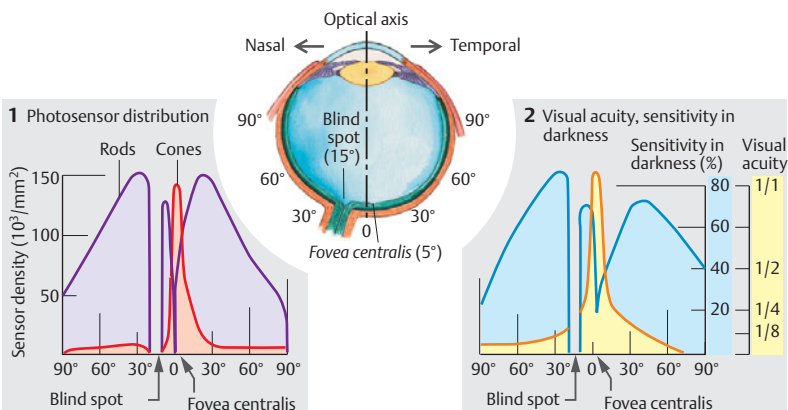 Optical axis
Nasal
Temporal
90°
90°
Blind
spot
(15°)
60°
60°
30°
30°
0
Fovea centralis (5°)
1 Photosensor distribution
Rods
Cones
Sensor density (10³/mm²)
150
100
50
90°
60°
30°
0
30°
60°
90°
Blind spot
Fovea centralis
2 Visual acuity, sensitivity in
darkness
Sensitivity in
darkness (%)
Visual
acuity
80
60
40
20
1/1
1/2
1/4
1/8
90°
60°
30°
0
30°
60°
90°
Blind spot
Fovea centralis